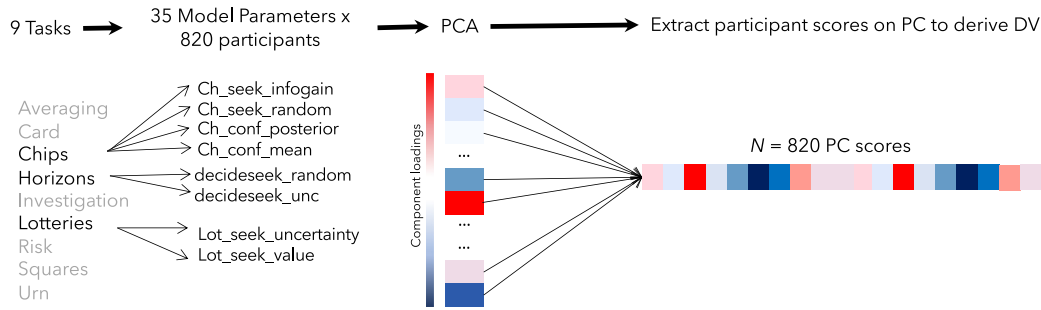 9 Tasks
35 Model Parameters x
820 participants
PCA
Extract participant scores on PC to derive DV
Averaging
Card
Chips
Horizons
Investigation
Lotteries
Risk
Squares
Urn
Ch_seek_infogain
Ch_seek_random
Ch_conf_posterior
Ch_conf_mean
decideseek_random
decideseek_unc
Lot_seek_uncertainty
Lot_seek_value
Component loadings
...
...
...
N = 820 PC scores